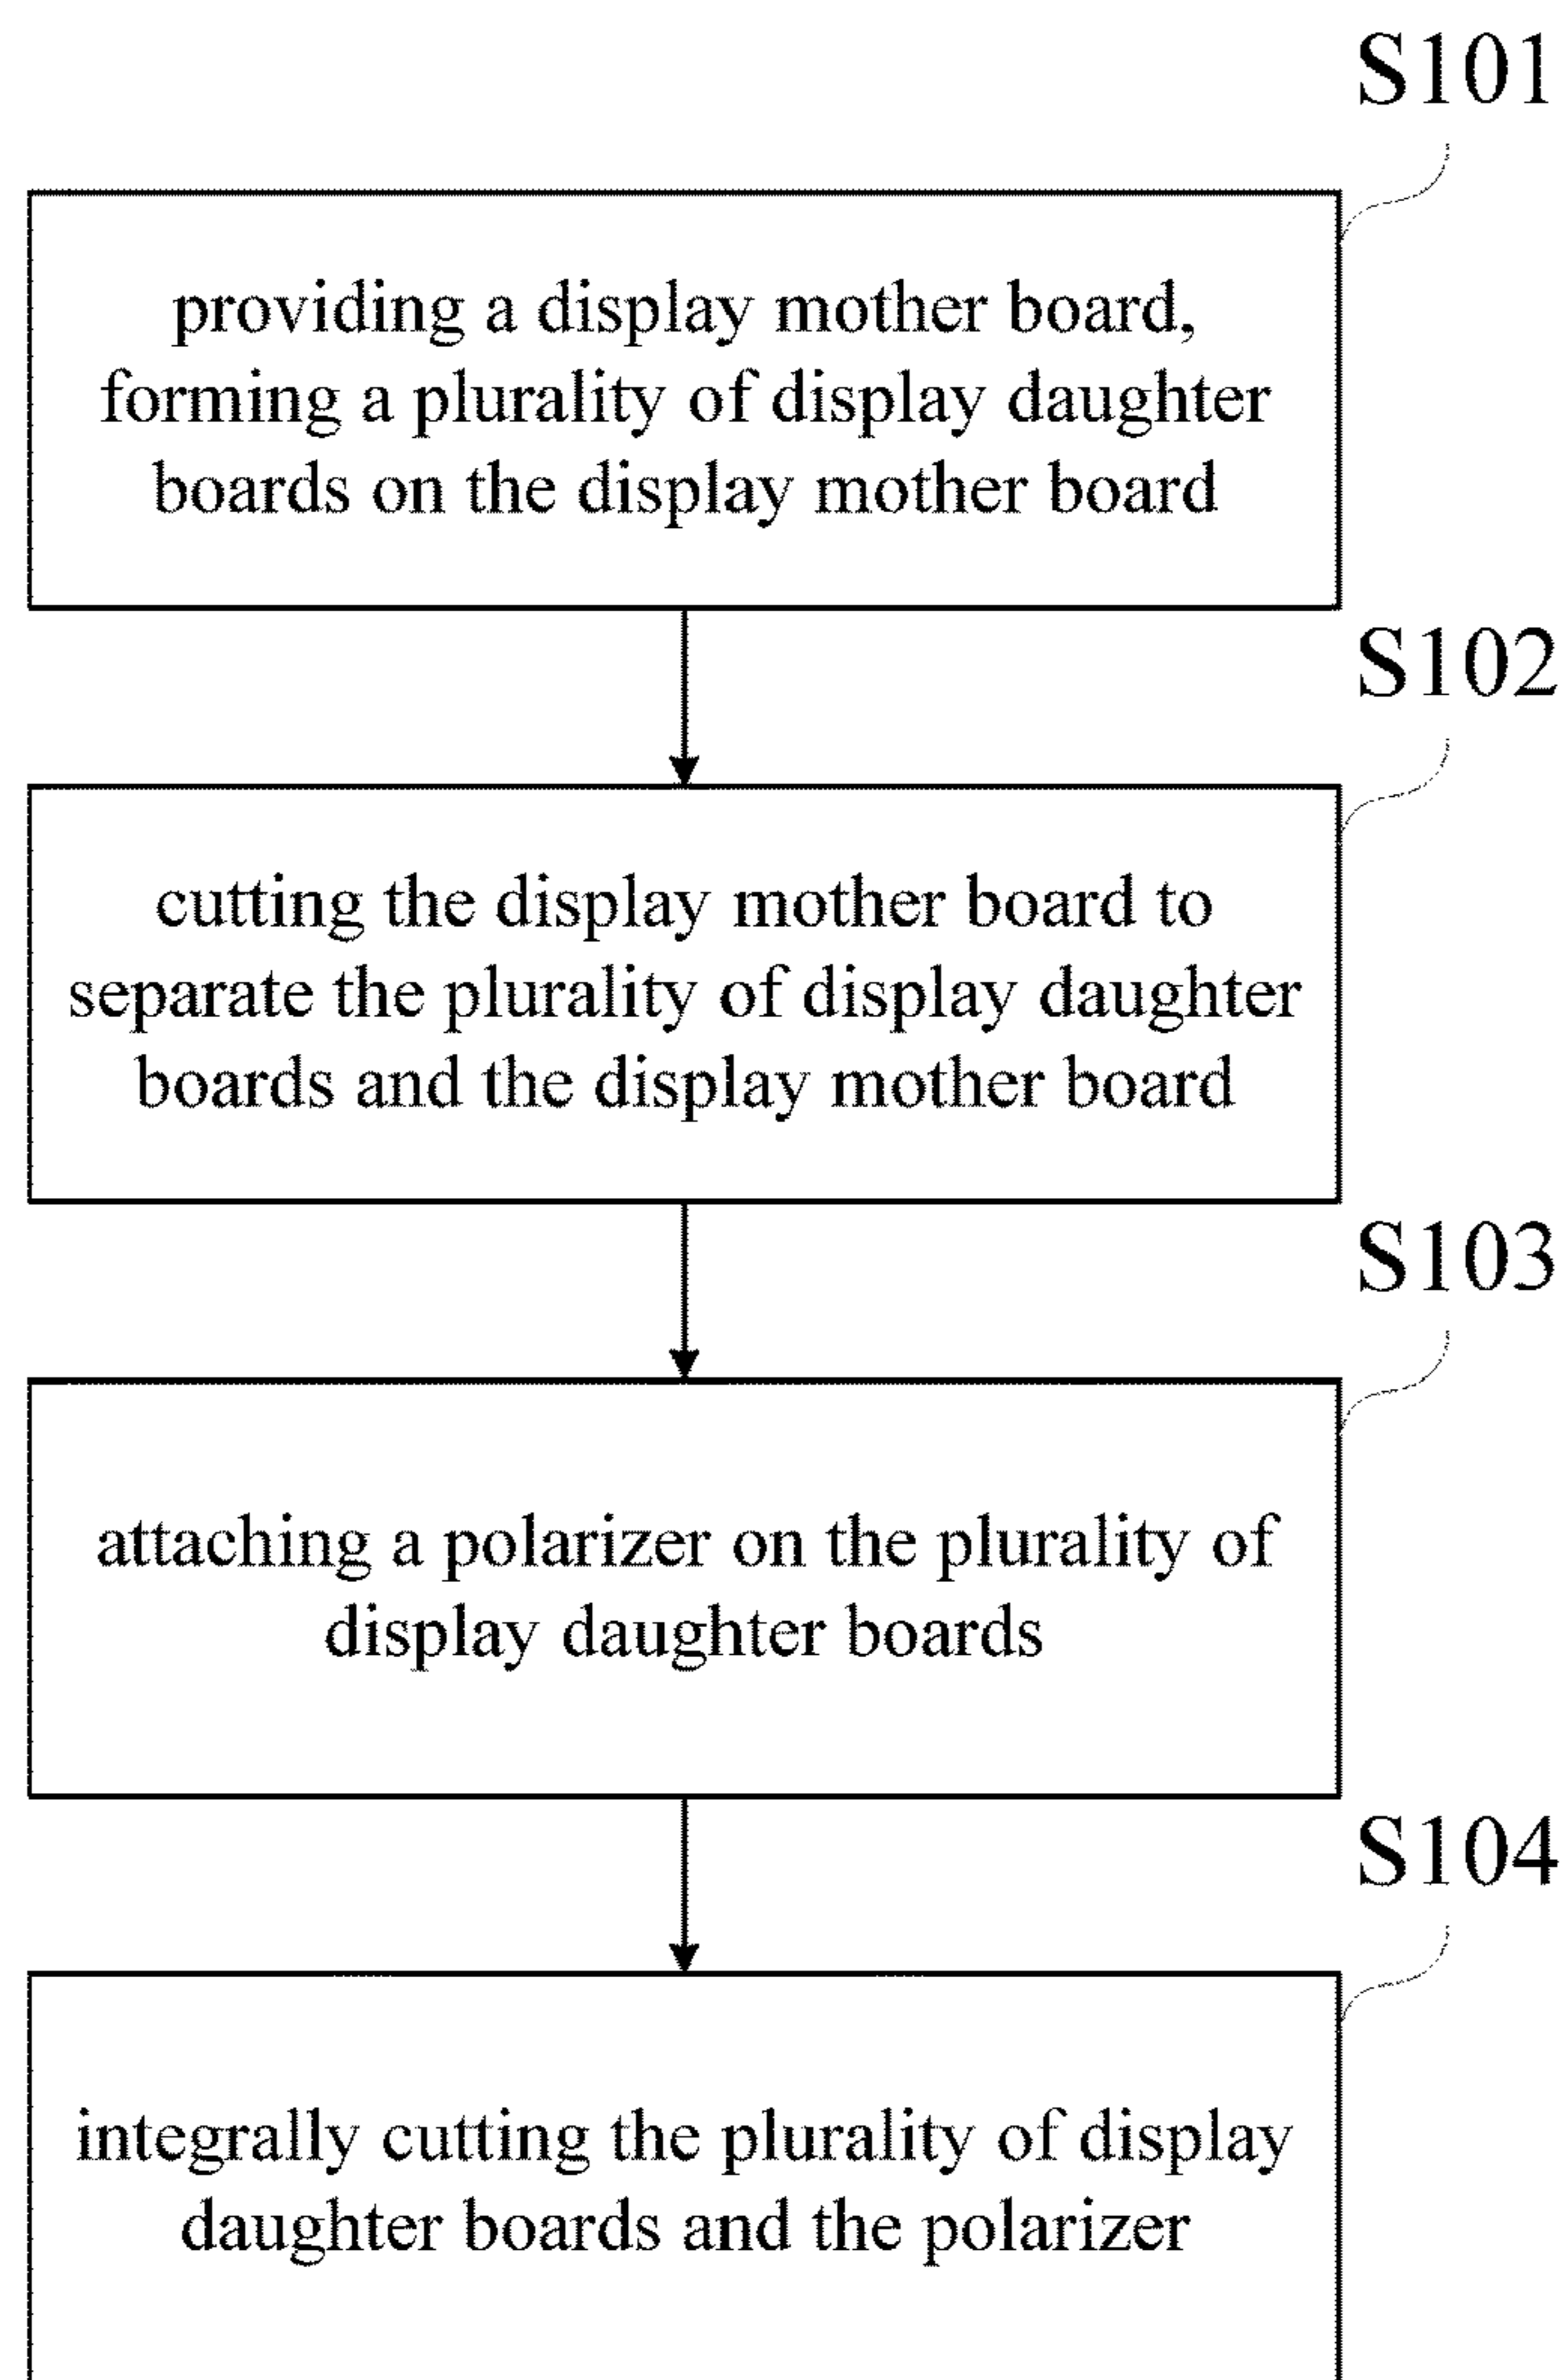 S101
providing a display mother board,
forming a plurality of display daughter
boards on the display mother board
S102
cutting the display mother board to
separate the plurality of display daughter
boards and the display mother board
S103
attaching a polarizer on the plurality of
display daughter boards
S104
integrally cutting the plurality of display
daughter boards and the polarizer